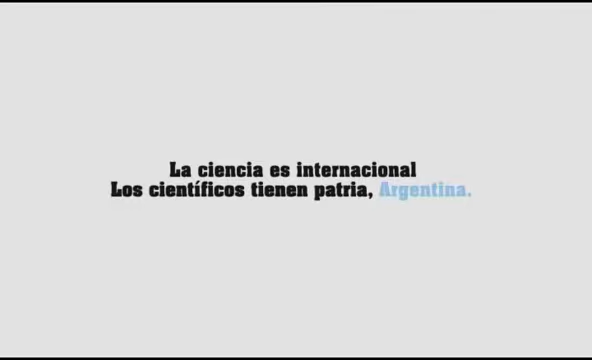 La ciencia es internacional
Los científicos tienen patria, Argentina.